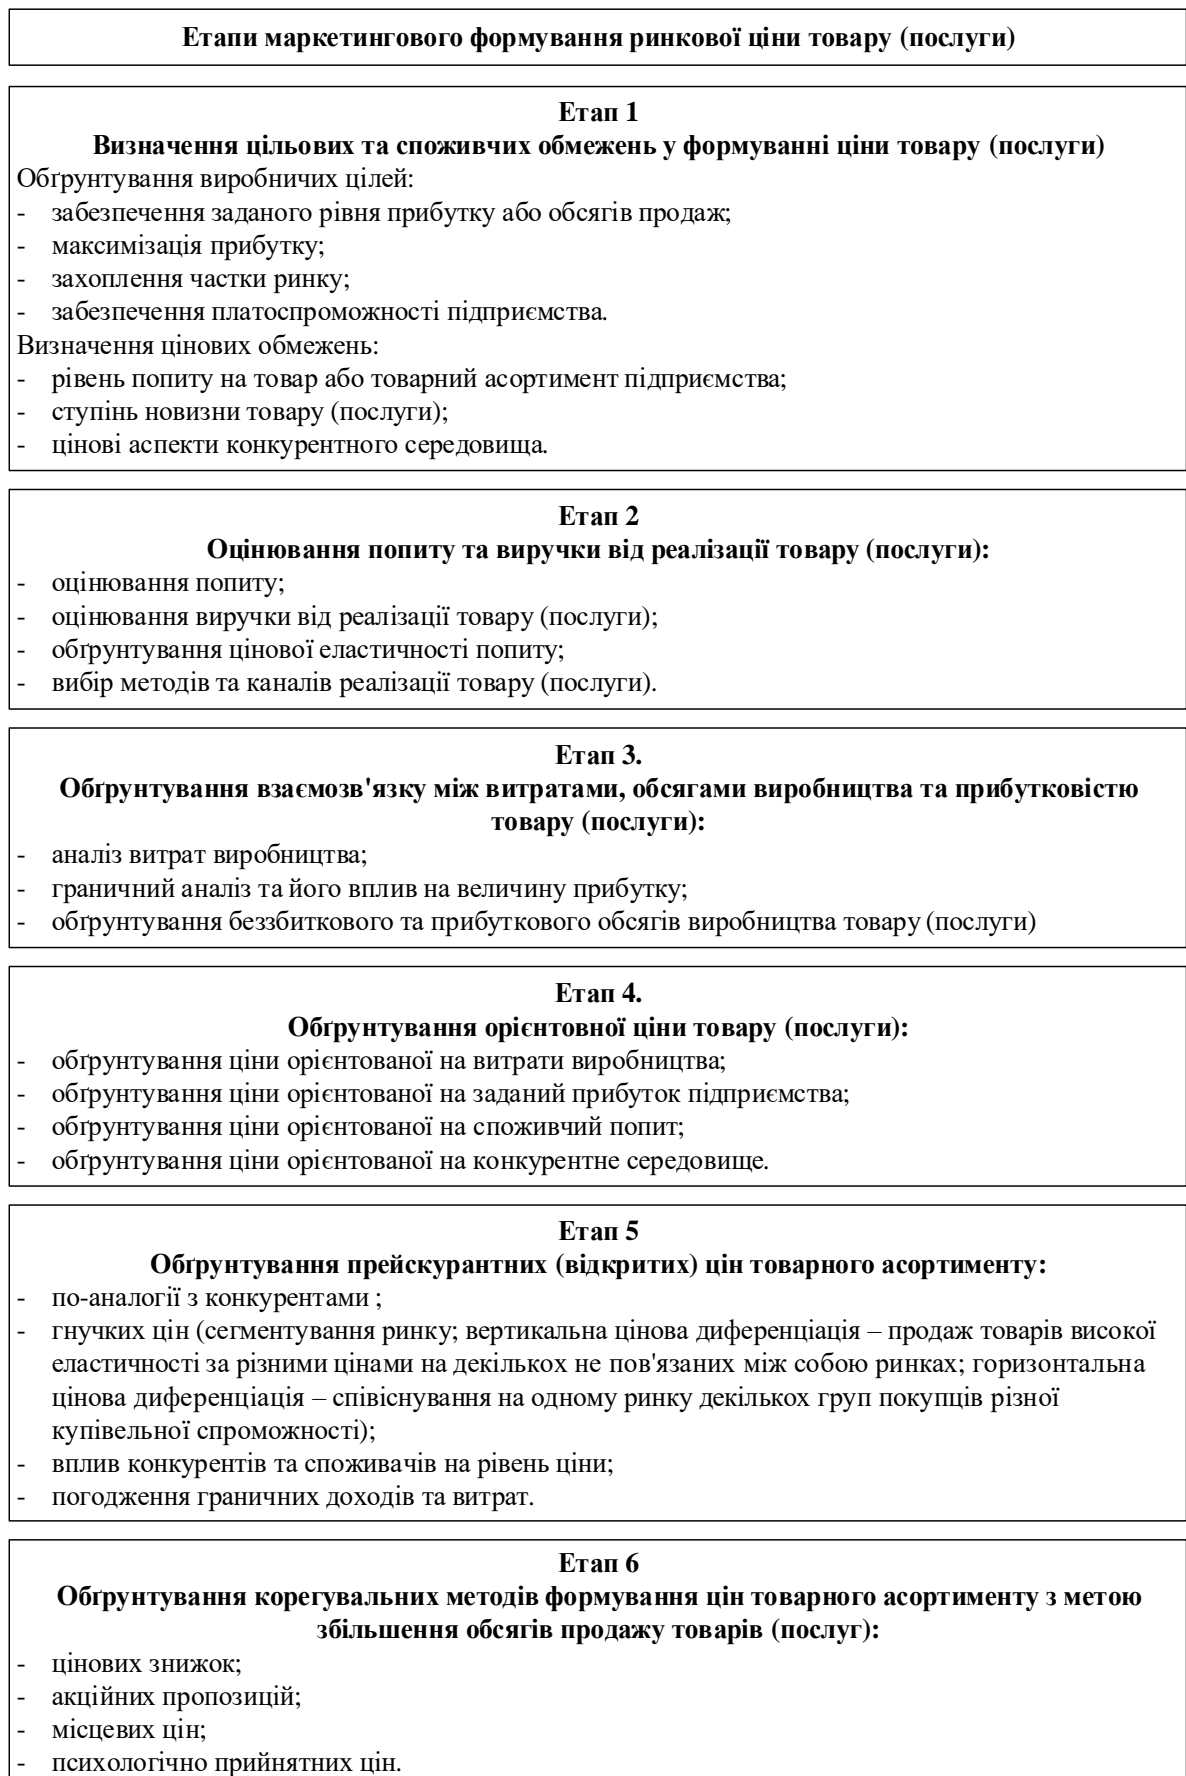 Етапи маркетингового формування ринкової ціни товару (послуги)
Етап 1
Визначення цільових та споживчих обмежень у формуванні ціни товару (послуги)
Обґрунтування виробничих цілей:
- забезпечення заданого рівня прибутку або обсягів продаж;
- максимізація прибутку;
- захоплення частки ринку;
- забезпечення платоспроможності підприємства.
Визначення цінових обмежень:
- рівень попиту на товар або товарний асортимент підприємства;
- ступінь новизни товару (послуги);
- цінові аспекти конкурентного середовища.
Етап 2
Оцінювання попиту та виручки від реалізації товару (послуги):
- оцінювання попиту;
- оцінювання виручки від реалізації товару (послуги);
- обґрунтування цінової еластичності попиту;
- вибір методів та каналів реалізації товару (послуги).
Етап 3.
Обґрунтування взаємозв'язку між витратами, обсягами виробництва та прибутковістю
товару (послуги):
- аналіз витрат виробництва;
- граничний аналіз та його вплив на величину прибутку;
- обґрунтування беззбиткового та прибуткового обсягів виробництва товару (послуги)
Етап 4.
Обґрунтування орієнтовної ціни товару (послуги):
- обґрунтування ціни орієнтованої на витрати виробництва;
- обґрунтування ціни орієнтованої на заданий прибуток підприємства;
- обґрунтування ціни орієнтованої на споживчий попит;
- обґрунтування ціни орієнтованої на конкурентне середовище.
Етап 5
Обґрунтування прейскурантних (відкритих) цін товарного асортименту:
- по-аналогії з конкурентами ;
- гнучких цін (сегментування ринку; вертикальна цінова диференціація – продаж товарів високої
еластичності за різними цінами на декількох не пов'язаних між собою ринках; горизонтальна
цінова диференціація – співіснування на одному ринку декількох груп покупців різної
купівельної спроможності);
- вплив конкурентів та споживачів на рівень ціни;
- погодження граничних доходів та витрат.
Етап 6
Обґрунтування корегувальних методів формування цін товарного асортименту з метою
збільшення обсягів продажу товарів (послуг):
- цінових знижок;
- акційних пропозицій;
- місцевих цін;
- психологічно прийнятних цін.